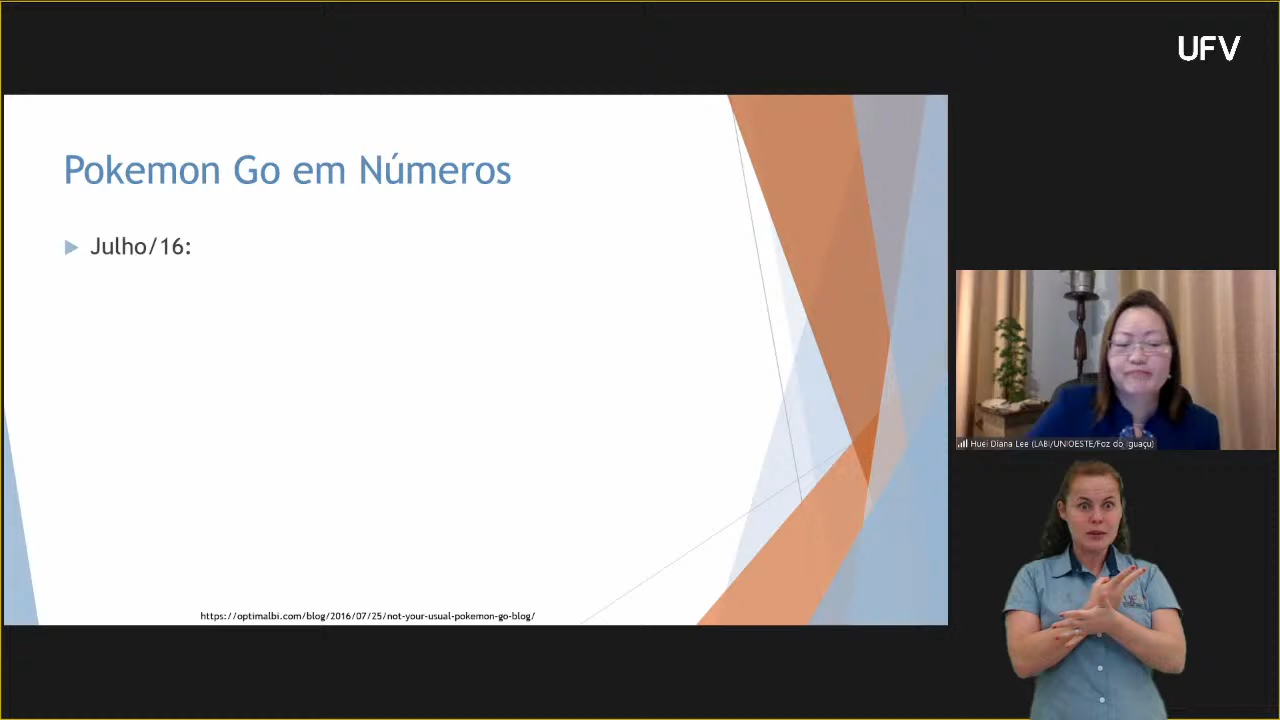 UFV
Pokemon Go em Números
Julho/16:
https://optimalbi.com/blog/2016/07/25/not-your-usual-pokemon-go-blog/
Huei Diana Lee (LABI/UNIOESTE/Foz do Iguaçu)